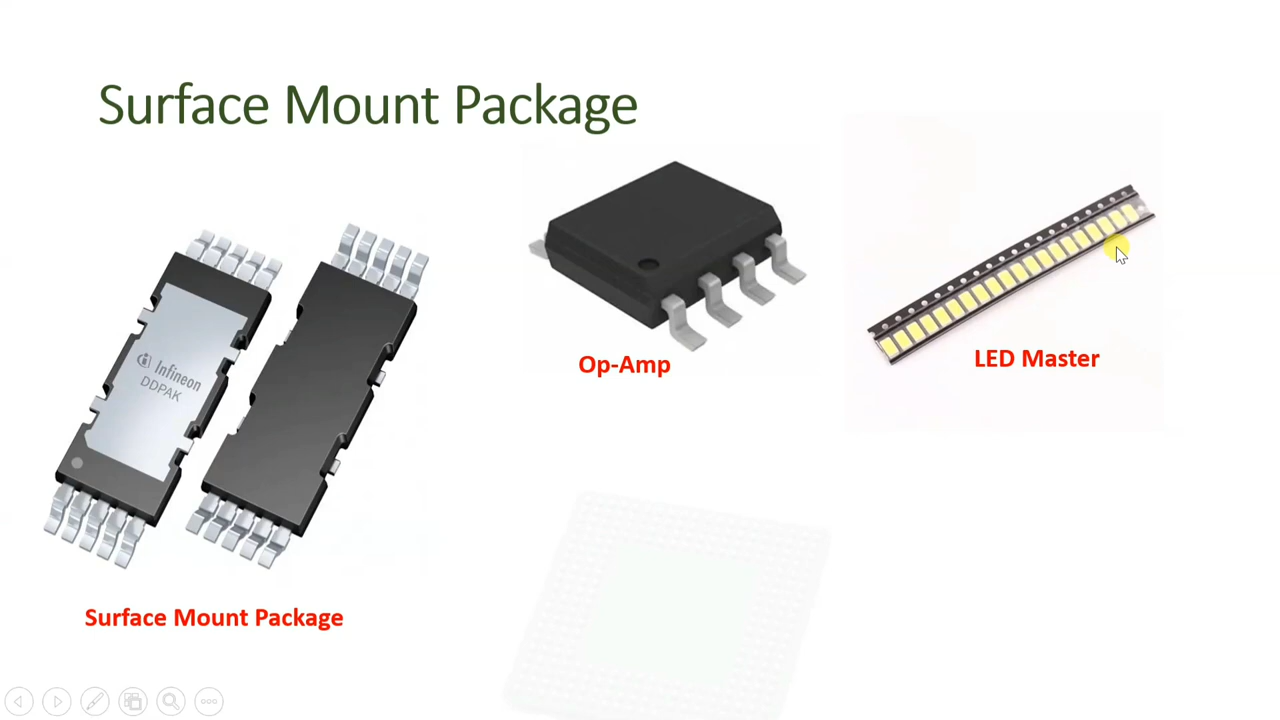 Surface Mount Package
Op-Amp
LED Master
Infineon
DDPAK
Surface Mount Package